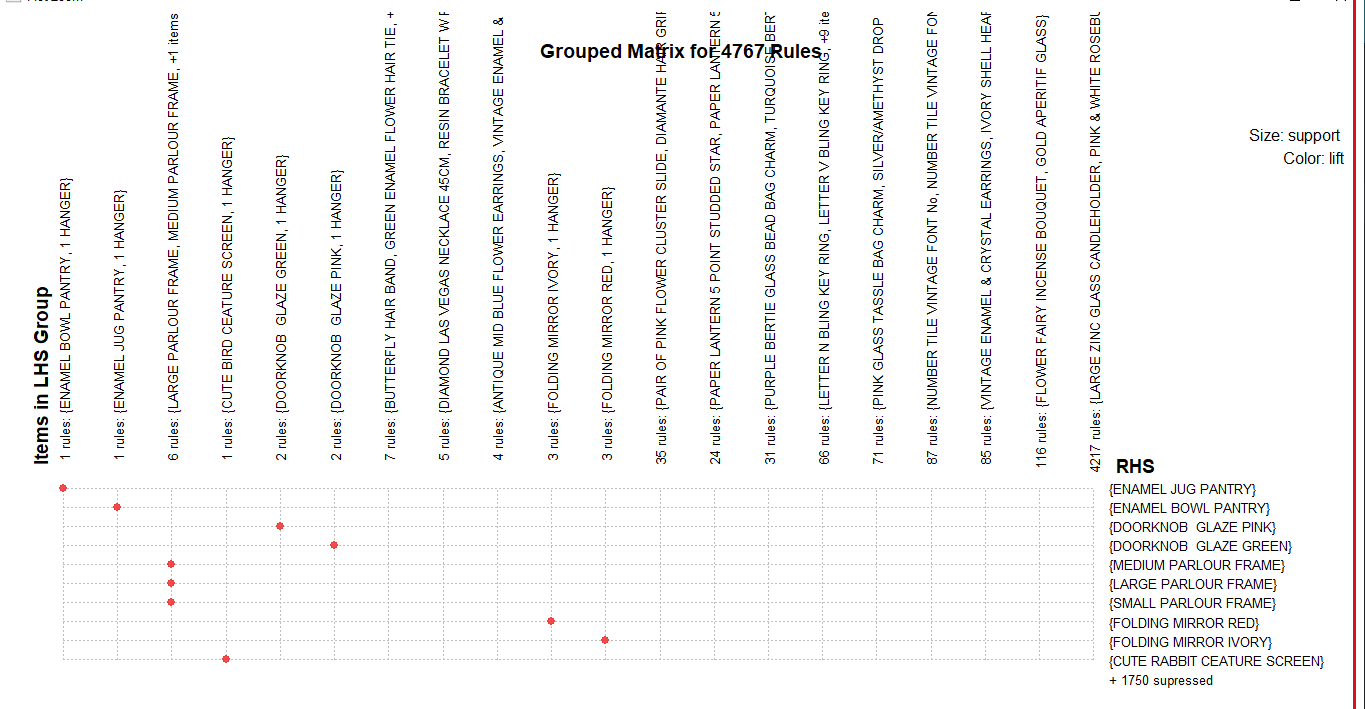 Grouped Matrix for 4767 Rules
Size: support
Color: lift
Items in LHS Group
1 rules: {ENAMEL BOWL PANTRY, 1 HANGER}
1 rules: {ENAMEL JUG PANTRY, 1 HANGER}
6 rules: {LARGE PARLOUR FRAME, MEDIUM PARLOUR FRAME, +1 items
1 rules: {CUTE BIRD CEATURE SCREEN, 1 HANGER}
2 rules: {DOORKNOB  GLAZE GREEN, 1 HANGER}
2 rules: {DOORKNOB  GLAZE PINK, 1 HANGER}
7 rules: {BUTTERFLY HAIR BAND, GREEN ENAMEL FLOWER HAIR TIE, +
5 rules: {DIAMOND LAS VEGAS NECKLACE 45CM, RESIN BRACELET W
4 rules: {ANTIQUE MID BLUE FLOWER EARRINGS, VINTAGE ENAMEL &
3 rules: {FOLDING MIRROR IVORY, 1 HANGER}
3 rules: {FOLDING MIRROR RED, 1 HANGER}
35 rules: {PAIR OF PINK FLOWER CLUSTER SLIDE, DIAMANTE HAIR GRI
24 rules: {PAPER LANTERN 5 POINT STUDDED STAR, PAPER LANTERN 5
31 rules: {PURPLE BERTIE GLASS BEAD BAG CHARM, TURQUOISE BER
66 rules: {LETTER N BLING KEY RING, LETTER V BLING KEY RING, +9 ite
71 rules: {PINK GLASS TASSLE BAG CHARM, SILVER/AMETHYST DROP
87 rules: {NUMBER TILE VINTAGE FONT No, NUMBER TILE VINTAGE FON
85 rules: {VINTAGE ENAMEL & CRYSTAL EARRINGS, IVORY SHELL HEA
116 rules: {FLOWER FAIRY INCENSE BOUQUET, GOLD APERITIF GLASS}
4217 rules: {LARGE ZINC GLASS CANDLEHOLDER, PINK & WHITE ROSEBU
RHS
{ENAMEL JUG PANTRY}
{ENAMEL BOWL PANTRY}
{DOORKNOB  GLAZE PINK}
{DOORKNOB  GLAZE GREEN}
{MEDIUM PARLOUR FRAME}
{LARGE PARLOUR FRAME}
{SMALL PARLOUR FRAME}
{FOLDING MIRROR RED}
{FOLDING MIRROR IVORY}
{CUTE RABBIT CEATURE SCREEN}
+ 1750 supressed